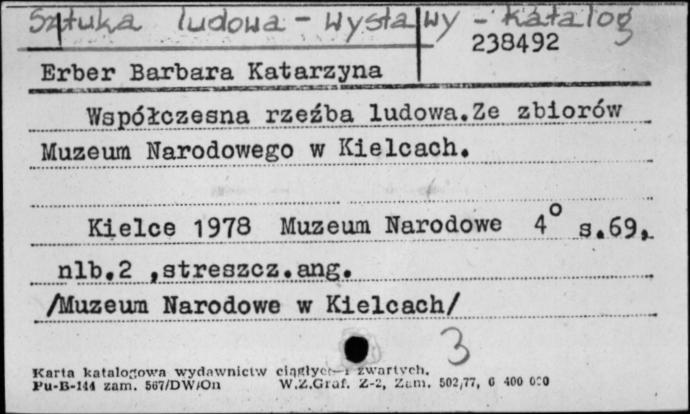 Sztuka ludowa - wystawy - katalog
238492
Erber Barbara Katarzyna
Współczesna rzeźba ludowa.Ze zbiorów
Muzeum Narodowego w Kielcach.
Kielce 1978 Muzeum Narodowe 4° s.69,
nlb.2 ,streszcz.ang.
/Muzeum Narodowe w Kielcach/
3
Karta katalogowa wydawnictw ciągłych i zwartych.
Pu-B-144 zam. 567/DW/On W.Z.Graf. Z-2, Zam. 502/77, 6 400 000